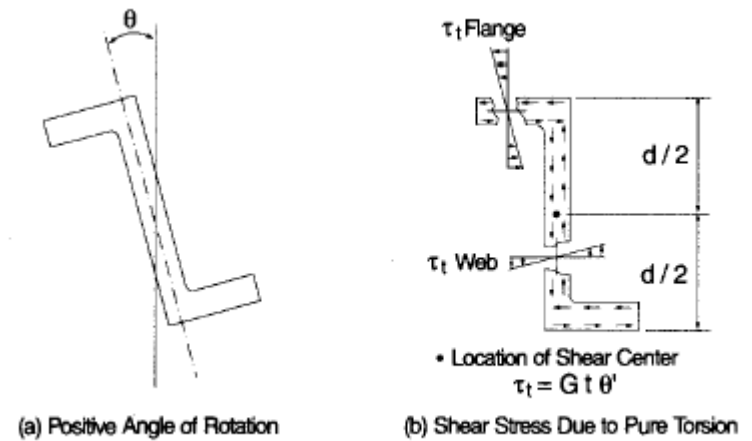 θ
τt Flange
d / 2
τt Web
d / 2
• Location of Shear Center
τt = G t θ'
(a) Positive Angle of Rotation
(b) Shear Stress Due to Pure Torsion